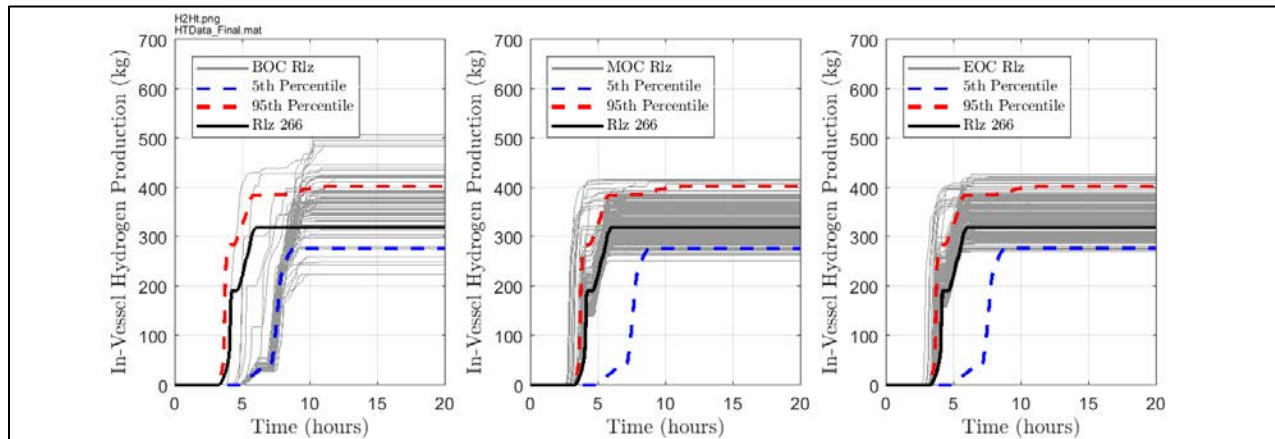 H2Ht.png
HTData_Final.mat
In-Vessel Hydrogen Production (kg)
700
600
500
400
300
200
100
0
BOC Rlz
5th Percentile
95th Percentile
Rlz 266
0 5 10 15 20
Time (hours)
In-Vessel Hydrogen Production (kg)
700
600
500
400
300
200
100
0
MOC Rlz
5th Percentile
95th Percentile
Rlz 266
0 5 10 15 20
Time (hours)
In-Vessel Hydrogen Production (kg)
700
600
500
400
300
200
100
0
EOC Rlz
5th Percentile
95th Percentile
Rlz 266
0 5 10 15 20
Time (hours)